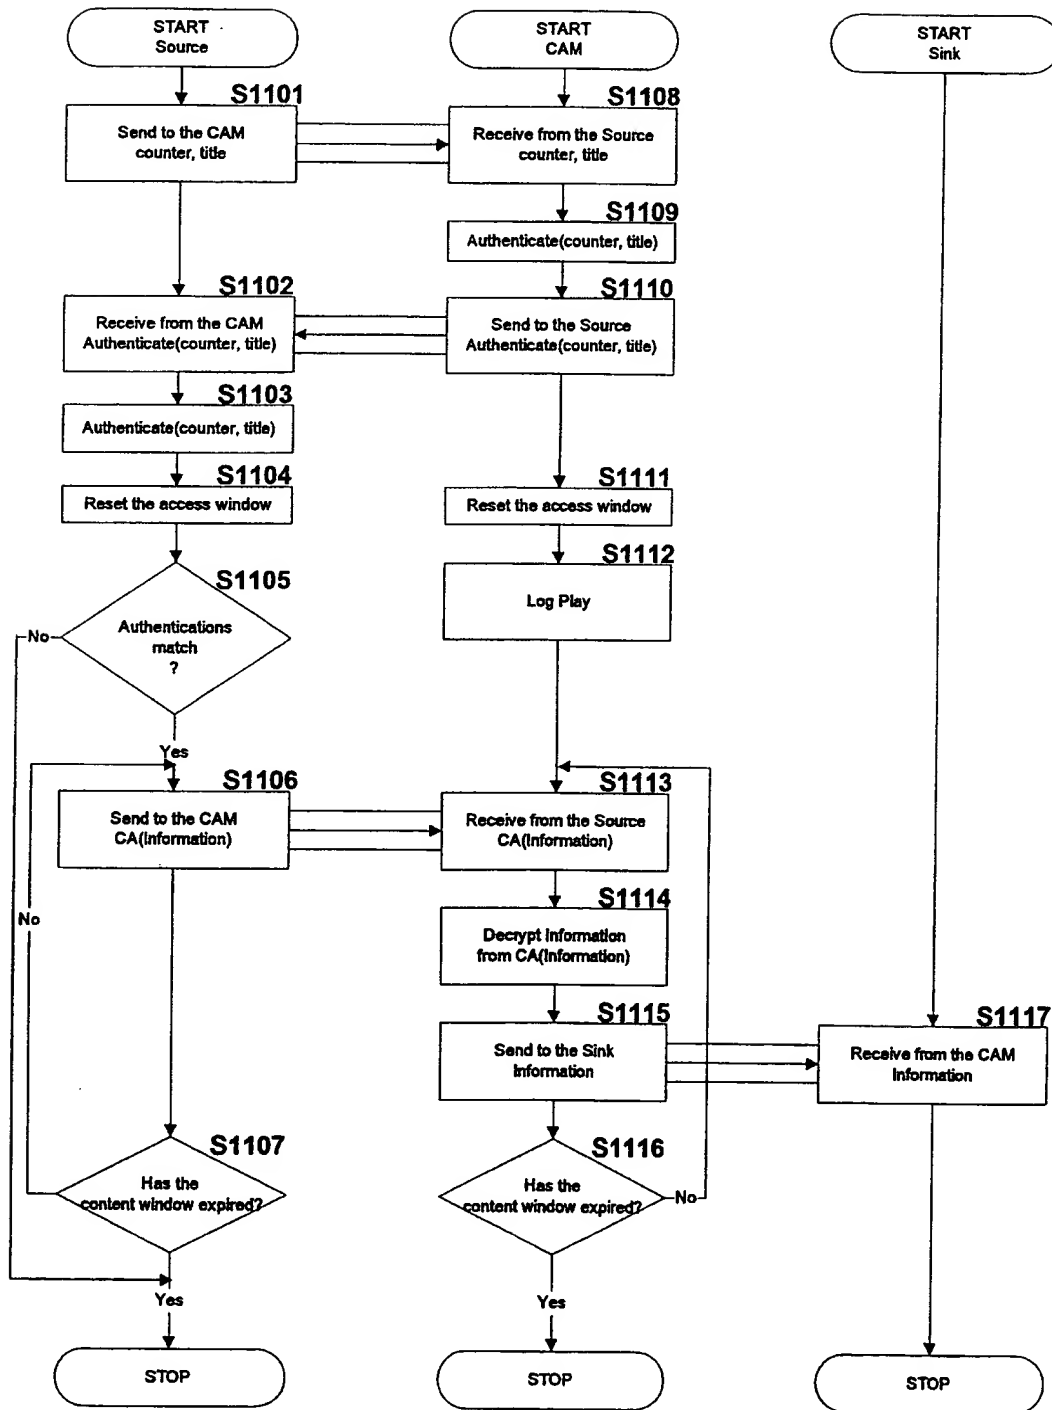 START
Source
START
CAM
START
Sink
S1101
Send to the CAM
counter, title
S1108
Receive from the Source
counter, title
S1109
Authenticate(counter, title)
S1102
Receive from the CAM
Authenticate(counter, title)
S1110
Send to the Source
Authenticate(counter, title)
S1103
Authenticate(counter, title)
S1104
Reset the access window
S1111
Reset the access window
S1112
Log Play
S1105
Authentications
match
?
No
Yes
S1106
Send to the CAM
CA(Information)
S1113
Receive from the Source
CA(Information)
No
S1114
Decrypt Information
from CA(Information)
S1115
Send to the Sink
Information
S1117
Receive from the CAM
Information
S1107
Has the
content window expired?
S1116
Has the
content window expired?
No
Yes
Yes
STOP
STOP
STOP